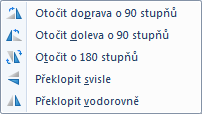 Otočit doprava o 90 stupňů
Otočit doleva o 90 stupňů
Otočit o 180 stupňů
Překlopit svisle
Překlopit vodorovně